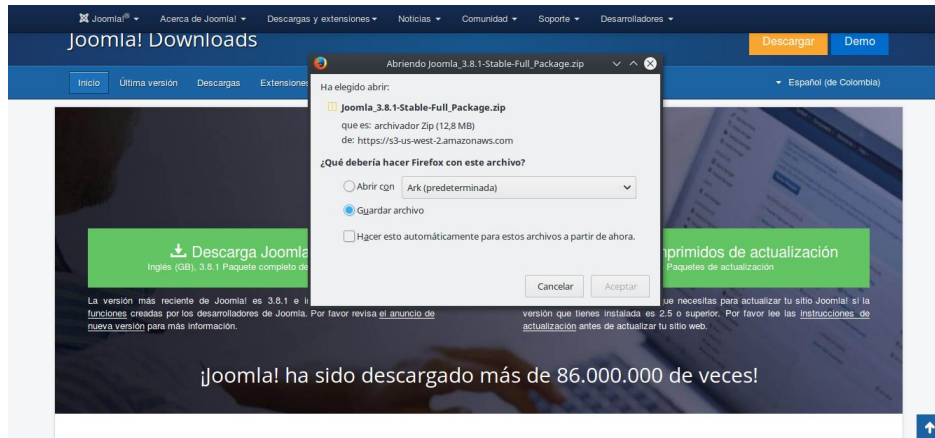 Joomla!® Acerca de Joomla! Descargas y extensiones Noticias Comunidad Soporte Desarrolladores
Joomla! Downloads
Descargar Demo
Inicio Última versión Descargas Extensiones
Español (de Colombia)
Abriendo Joomla_3.8.1-Stable-Full_Package.zip
Ha elegido abrir:
Joomla_3.8.1-Stable-Full_Package.zip
que es: archivador Zip (12,8 MB)
de: https://s3-us-west-2.amazonaws.com
¿Qué debería hacer Firefox con este archivo?
Abrir con Ark (predeterminada)
Guardar archivo
Hacer esto automáticamente para estos archivos a partir de ahora.
Cancelar Aceptar
Descarga Joomla
Inglés (GB), 3.8.1 Paquete completo de
La versión más reciente de Joomla! es 3.8.1 e
funciones creadas por los desarrolladores de Joomla. Por favor revisa el anuncio de
nueva versión para más información.
mprimidos de actualización
Paquetes de actualización
que necesitas para actualizar tu sitio Joomla! si la
versión que tienes instalada es 2.5 o superior. Por favor lee las instrucciones de
actualización antes de actualizar tu sitio web.
¡Joomla! ha sido descargado más de 86.000.000 de veces!